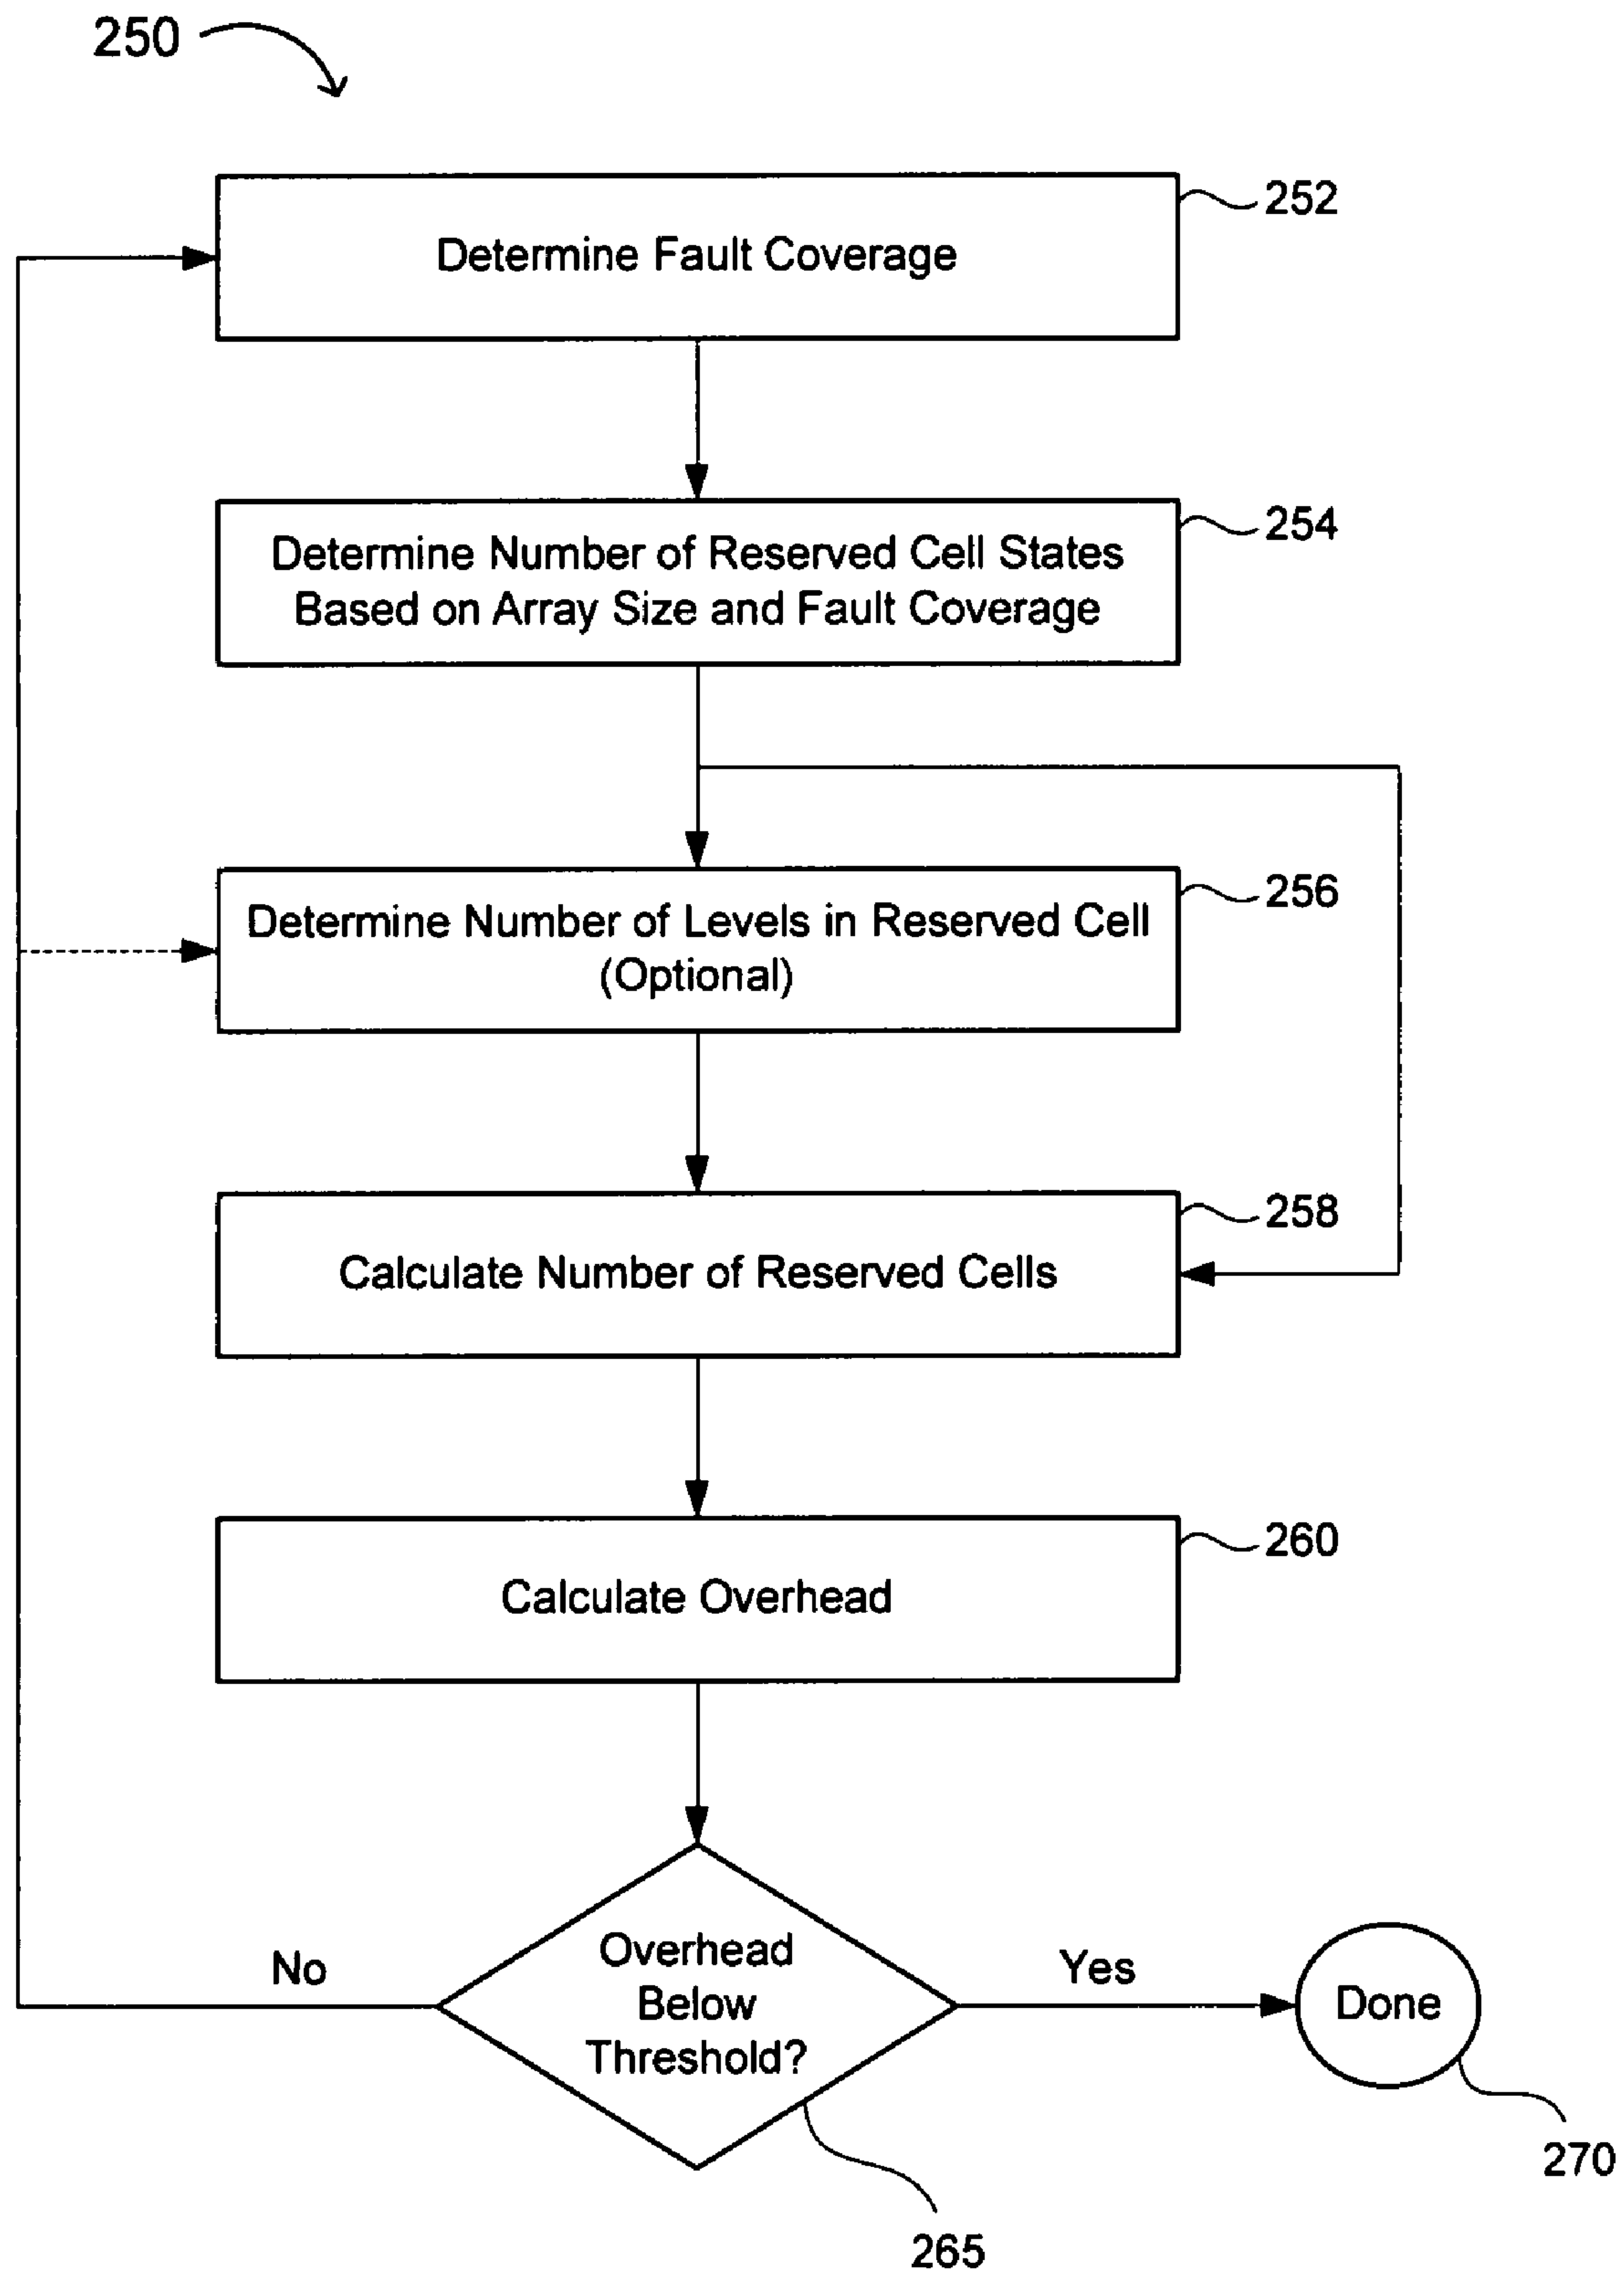 250
252
Determine Fault Coverage
254
Determine Number of Reserved Cell States
Based on Array Size and Fault Coverage
256
Determine Number of Levels in Reserved Cell
(Optional)
258
Calculate Number of Reserved Cells
260
Calculate Overhead
Overhead
Below
Threshold?
No
Yes
Done
270
265